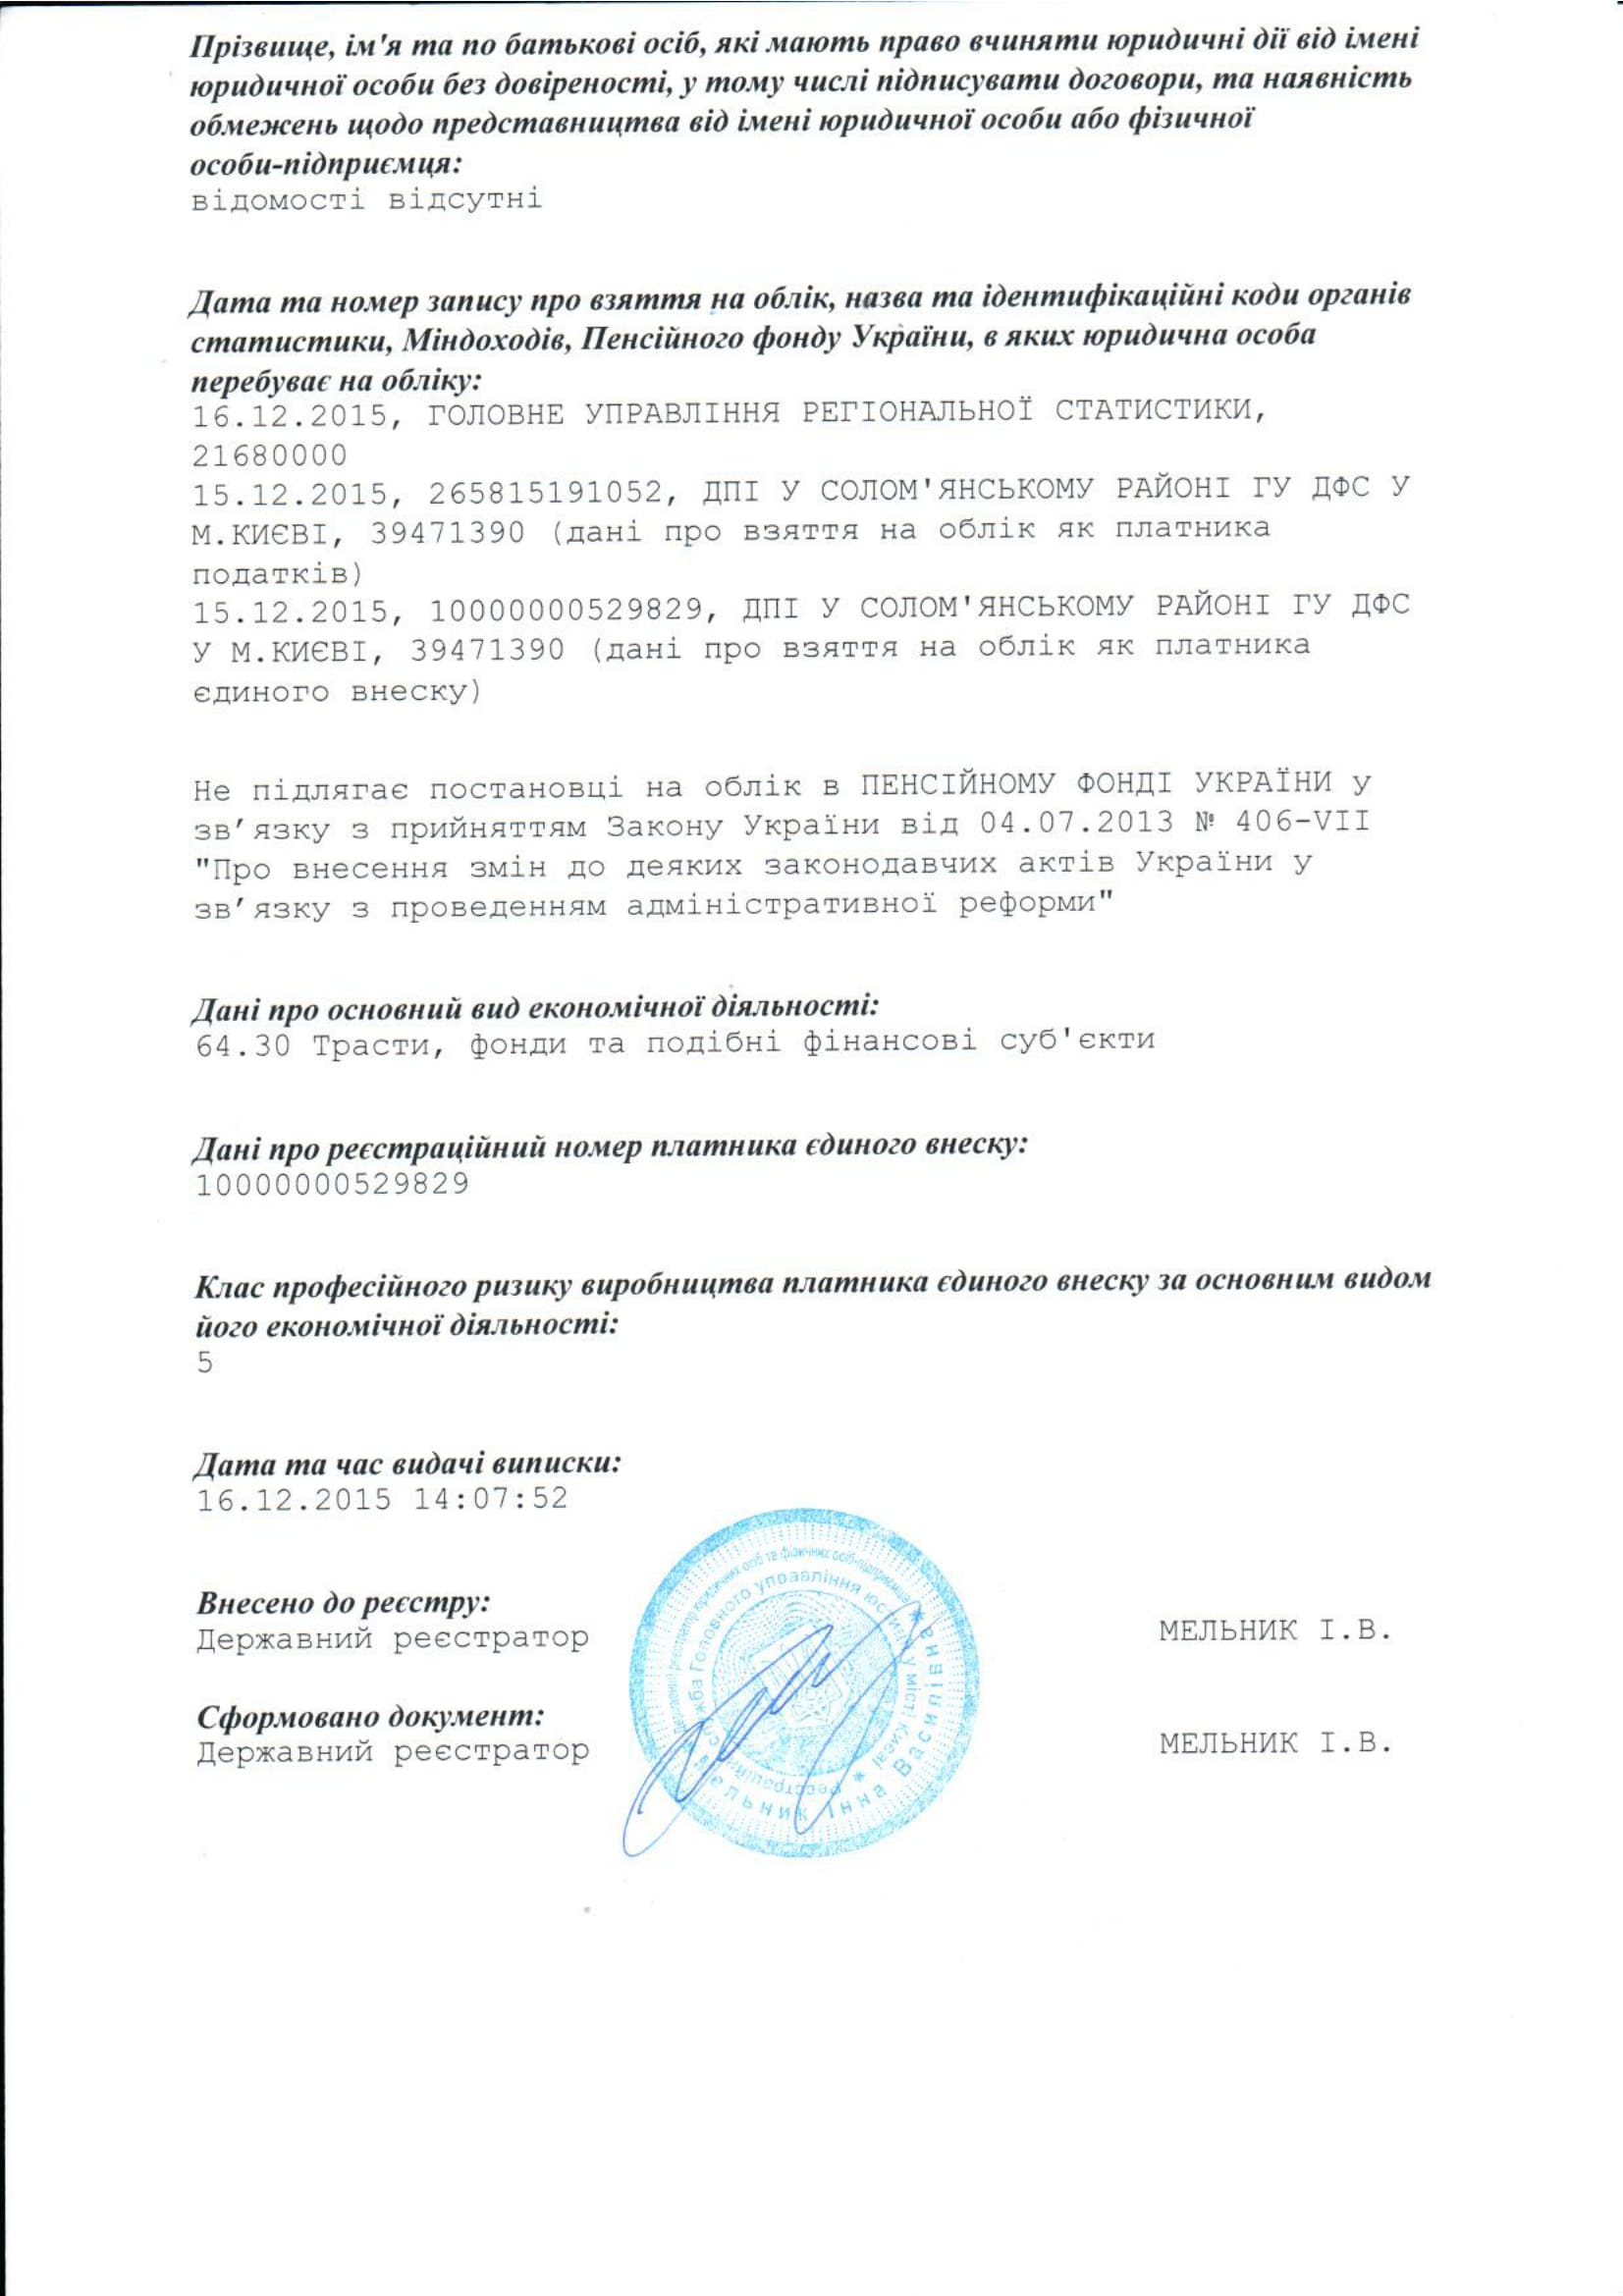 Прізвище, ім'я та по батькові осіб, які мають право вчиняти юридичні дії від імені
юридичної особи без довіреності, у тому числі підписувати договори, та наявність
обмежень щодо представництва від імені юридичної особи або фізичної
особи-підприємця:
відомості відсутні
Дата та номер запису про взяття на облік, назва та ідентифікаційні коди органів
статистики, Міндоходів, Пенсійного фонду України, в яких юридична особа
перебуває на обліку:
16.12.2015, ГОЛОВНЕ УПРАВЛІННЯ РЕГІОНАЛЬНОЇ СТАТИСТИКИ,
21680000
15.12.2015, 265815191052, ДПІ У СОЛОМ'ЯНСЬКОМУ РАЙОНІ ГУ ДФС У
М.КИЄВІ, 39471390 (дані про взяття на облік як платника
податків)
15.12.2015, 10000000529829, ДПІ У СОЛОМ'ЯНСЬКОМУ РАЙОНІ ГУ ДФС
У М.КИЄВІ, 39471390 (дані про взяття на облік як платника
єдиного внеску)
Не підлягає постановці на облік в ПЕНСІЙНОМУ ФОНДІ УКРАЇНИ у
зв’язку з прийняттям Закону України від 04.07.2013 № 406-VII
"Про внесення змін до деяких законодавчих актів України у
зв’язку з проведенням адміністративної реформи"
Дані про основний вид економічної діяльності:
64.30 Трасти, фонди та подібні фінансові суб'єкти
Дані про реєстраційний номер платника єдиного внеску:
10000000529829
Клас професійного ризику виробництва платника єдиного внеску за основним видом
його економічної діяльності:
5
Дата та час видачі виписки:
16.12.2015 14:07:52
Внесено до реєстру:
Державний реєстратор МЕЛЬНИК І.В.
Сформовано документ:
Державний реєстратор МЕЛЬНИК І.В.
Головного управління юстиції у місті Києві
Інна Василівна